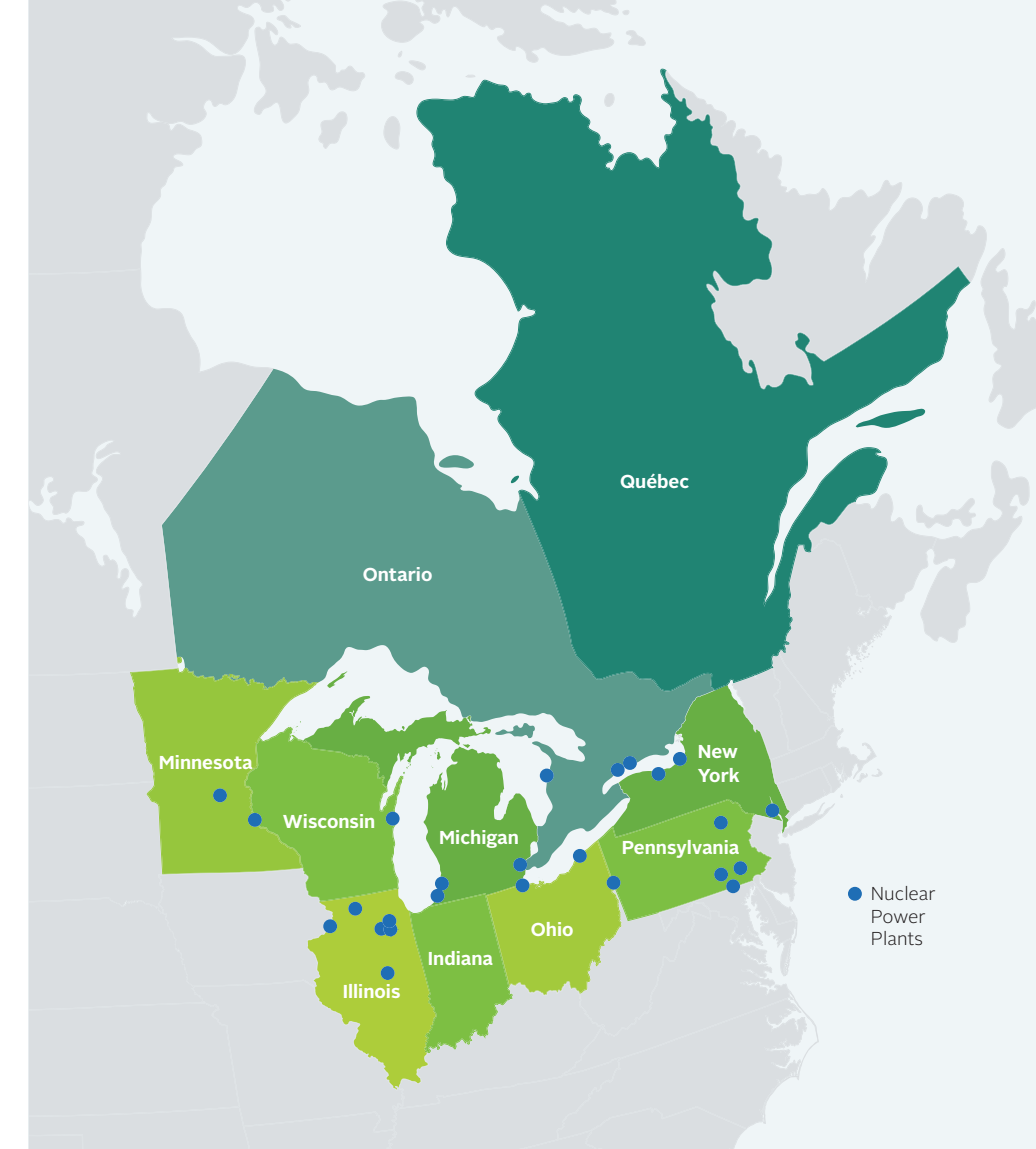 Québec
Ontario
Minnesota
Wisconsin
Michigan
New
York
Pennsylvania
Ohio
Indiana
Illinois
Nuclear
Power
Plants